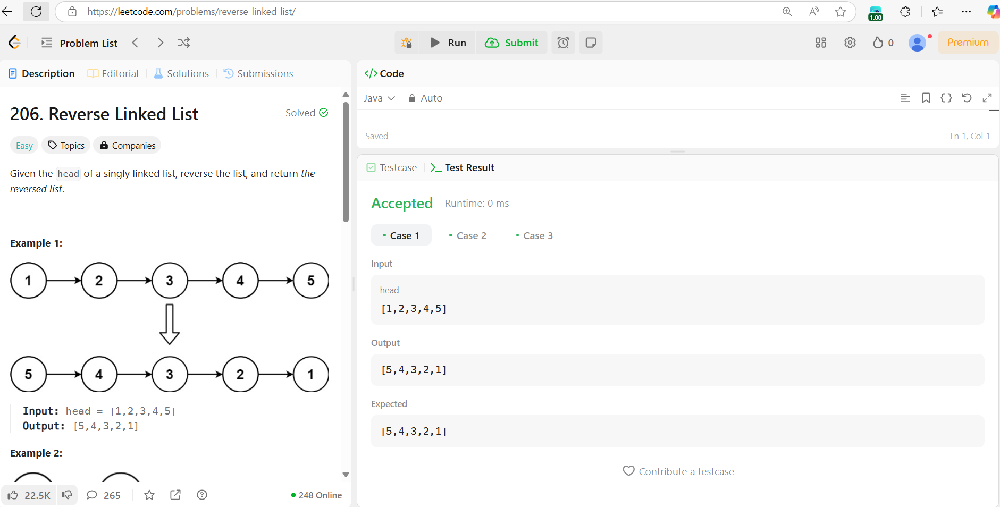 https://leetcode.com/problems/reverse-linked-list/
1.00
Problem List
Run
Submit
0
Premium
Description
Editorial
Solutions
Submissions
206. Reverse Linked List
Solved
Easy
Topics
Companies
Given the head of a singly linked list, reverse the list, and return the
reversed list.
Example 1:
1 2 3 4 5
5 4 3 2 1
Input: head = [1,2,3,4,5]
Output: [5,4,3,2,1]
Example 2:
22.5K
265
248 Online
</> Code
Java
Auto
Saved
Ln 1, Col 1
Testcase
Test Result
Accepted
Runtime: 0 ms
Case 1
Case 2
Case 3
Input
head =
[1,2,3,4,5]
Output
[5,4,3,2,1]
Expected
[5,4,3,2,1]
Contribute a testcase